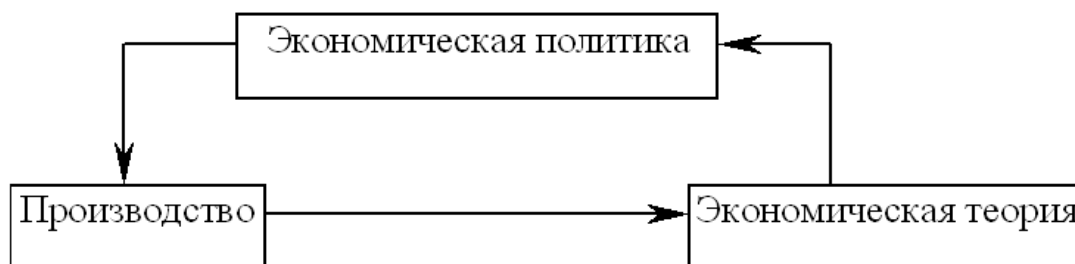 Экономическая политика
Производство
Экономическая теория